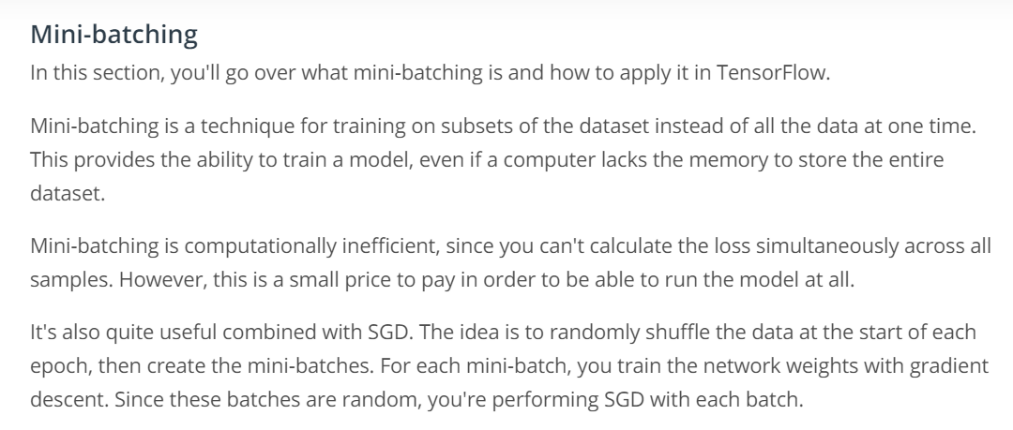 Mini-batching
In this section, you'll go over what mini-batching is and how to apply it in TensorFlow.
Mini-batching is a technique for training on subsets of the dataset instead of all the data at one time.
This provides the ability to train a model, even if a computer lacks the memory to store the entire
dataset.
Mini-batching is computationally inefficient, since you can't calculate the loss simultaneously across all
samples. However, this is a small price to pay in order to be able to run the model at all.
It's also quite useful combined with SGD. The idea is to randomly shuffle the data at the start of each
epoch, then create the mini-batches. For each mini-batch, you train the network weights with gradient
descent. Since these batches are random, you're performing SGD with each batch.